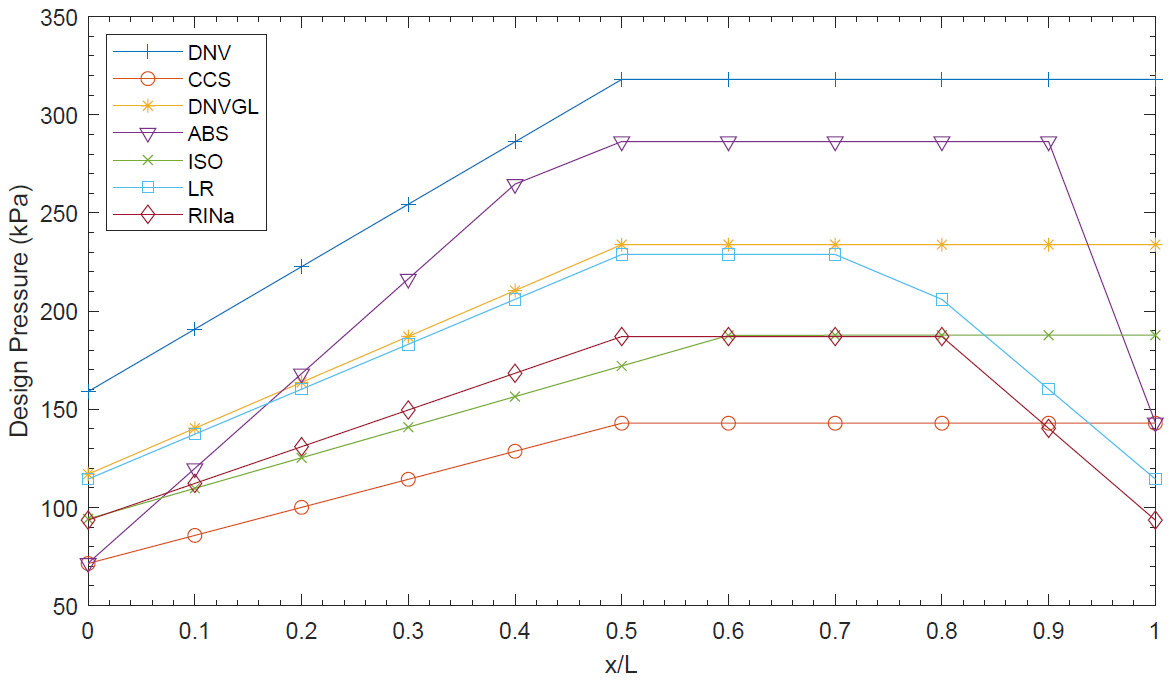 350
300
250
200
150
100
50
Design Pressure (kPa)
DNV
CCS
DNVGL
ABS
ISO
LR
RINa
0 0.1 0.2 0.3 0.4 0.5 0.6 0.7 0.8 0.9 1
x/L